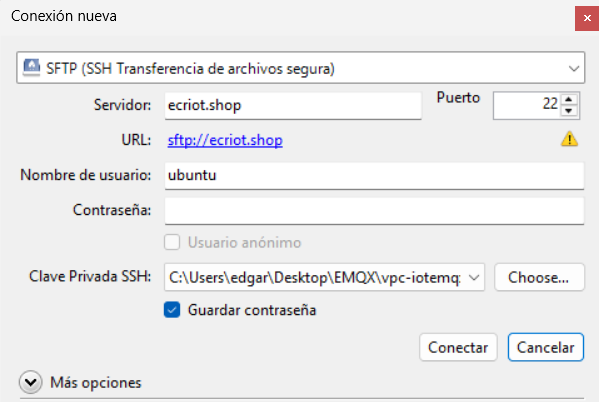 Conexión nueva
SFTP (SSH Transferencia de archivos segura)
Servidor: ecriot.shop Puerto 22
URL: sftp://ecriot.shop
Nombre de usuario: ubuntu
Contraseña:
Usuario anónimo
Clave Privada SSH: C:\Users\edgar\Desktop\EMQX\vpc-iotemq Choose...
Guardar contraseña
Conectar Cancelar
Más opciones